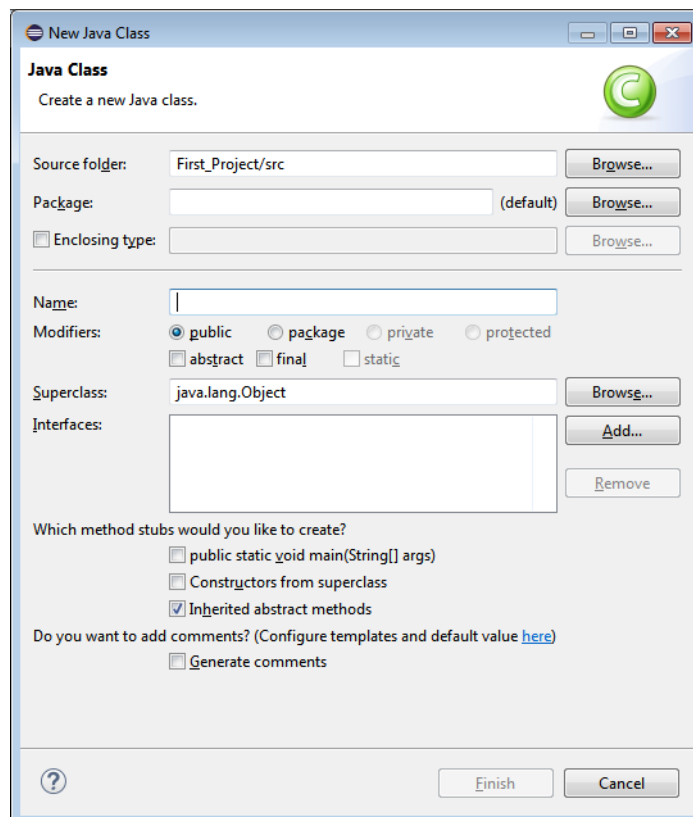 New Java Class
Java Class
Create a new Java class.
Source folder: First_Project/src Browse...
Package: (default) Browse...
Enclosing type: Browse...
Name:
Modifiers: public package private protected
abstract final static
Superclass: java.lang.Object Browse...
Interfaces: Add...
Remove
Which method stubs would you like to create?
public static void main(String[] args)
Constructors from superclass
Inherited abstract methods
Do you want to add comments? (Configure templates and default value here)
Generate comments
? Finish Cancel